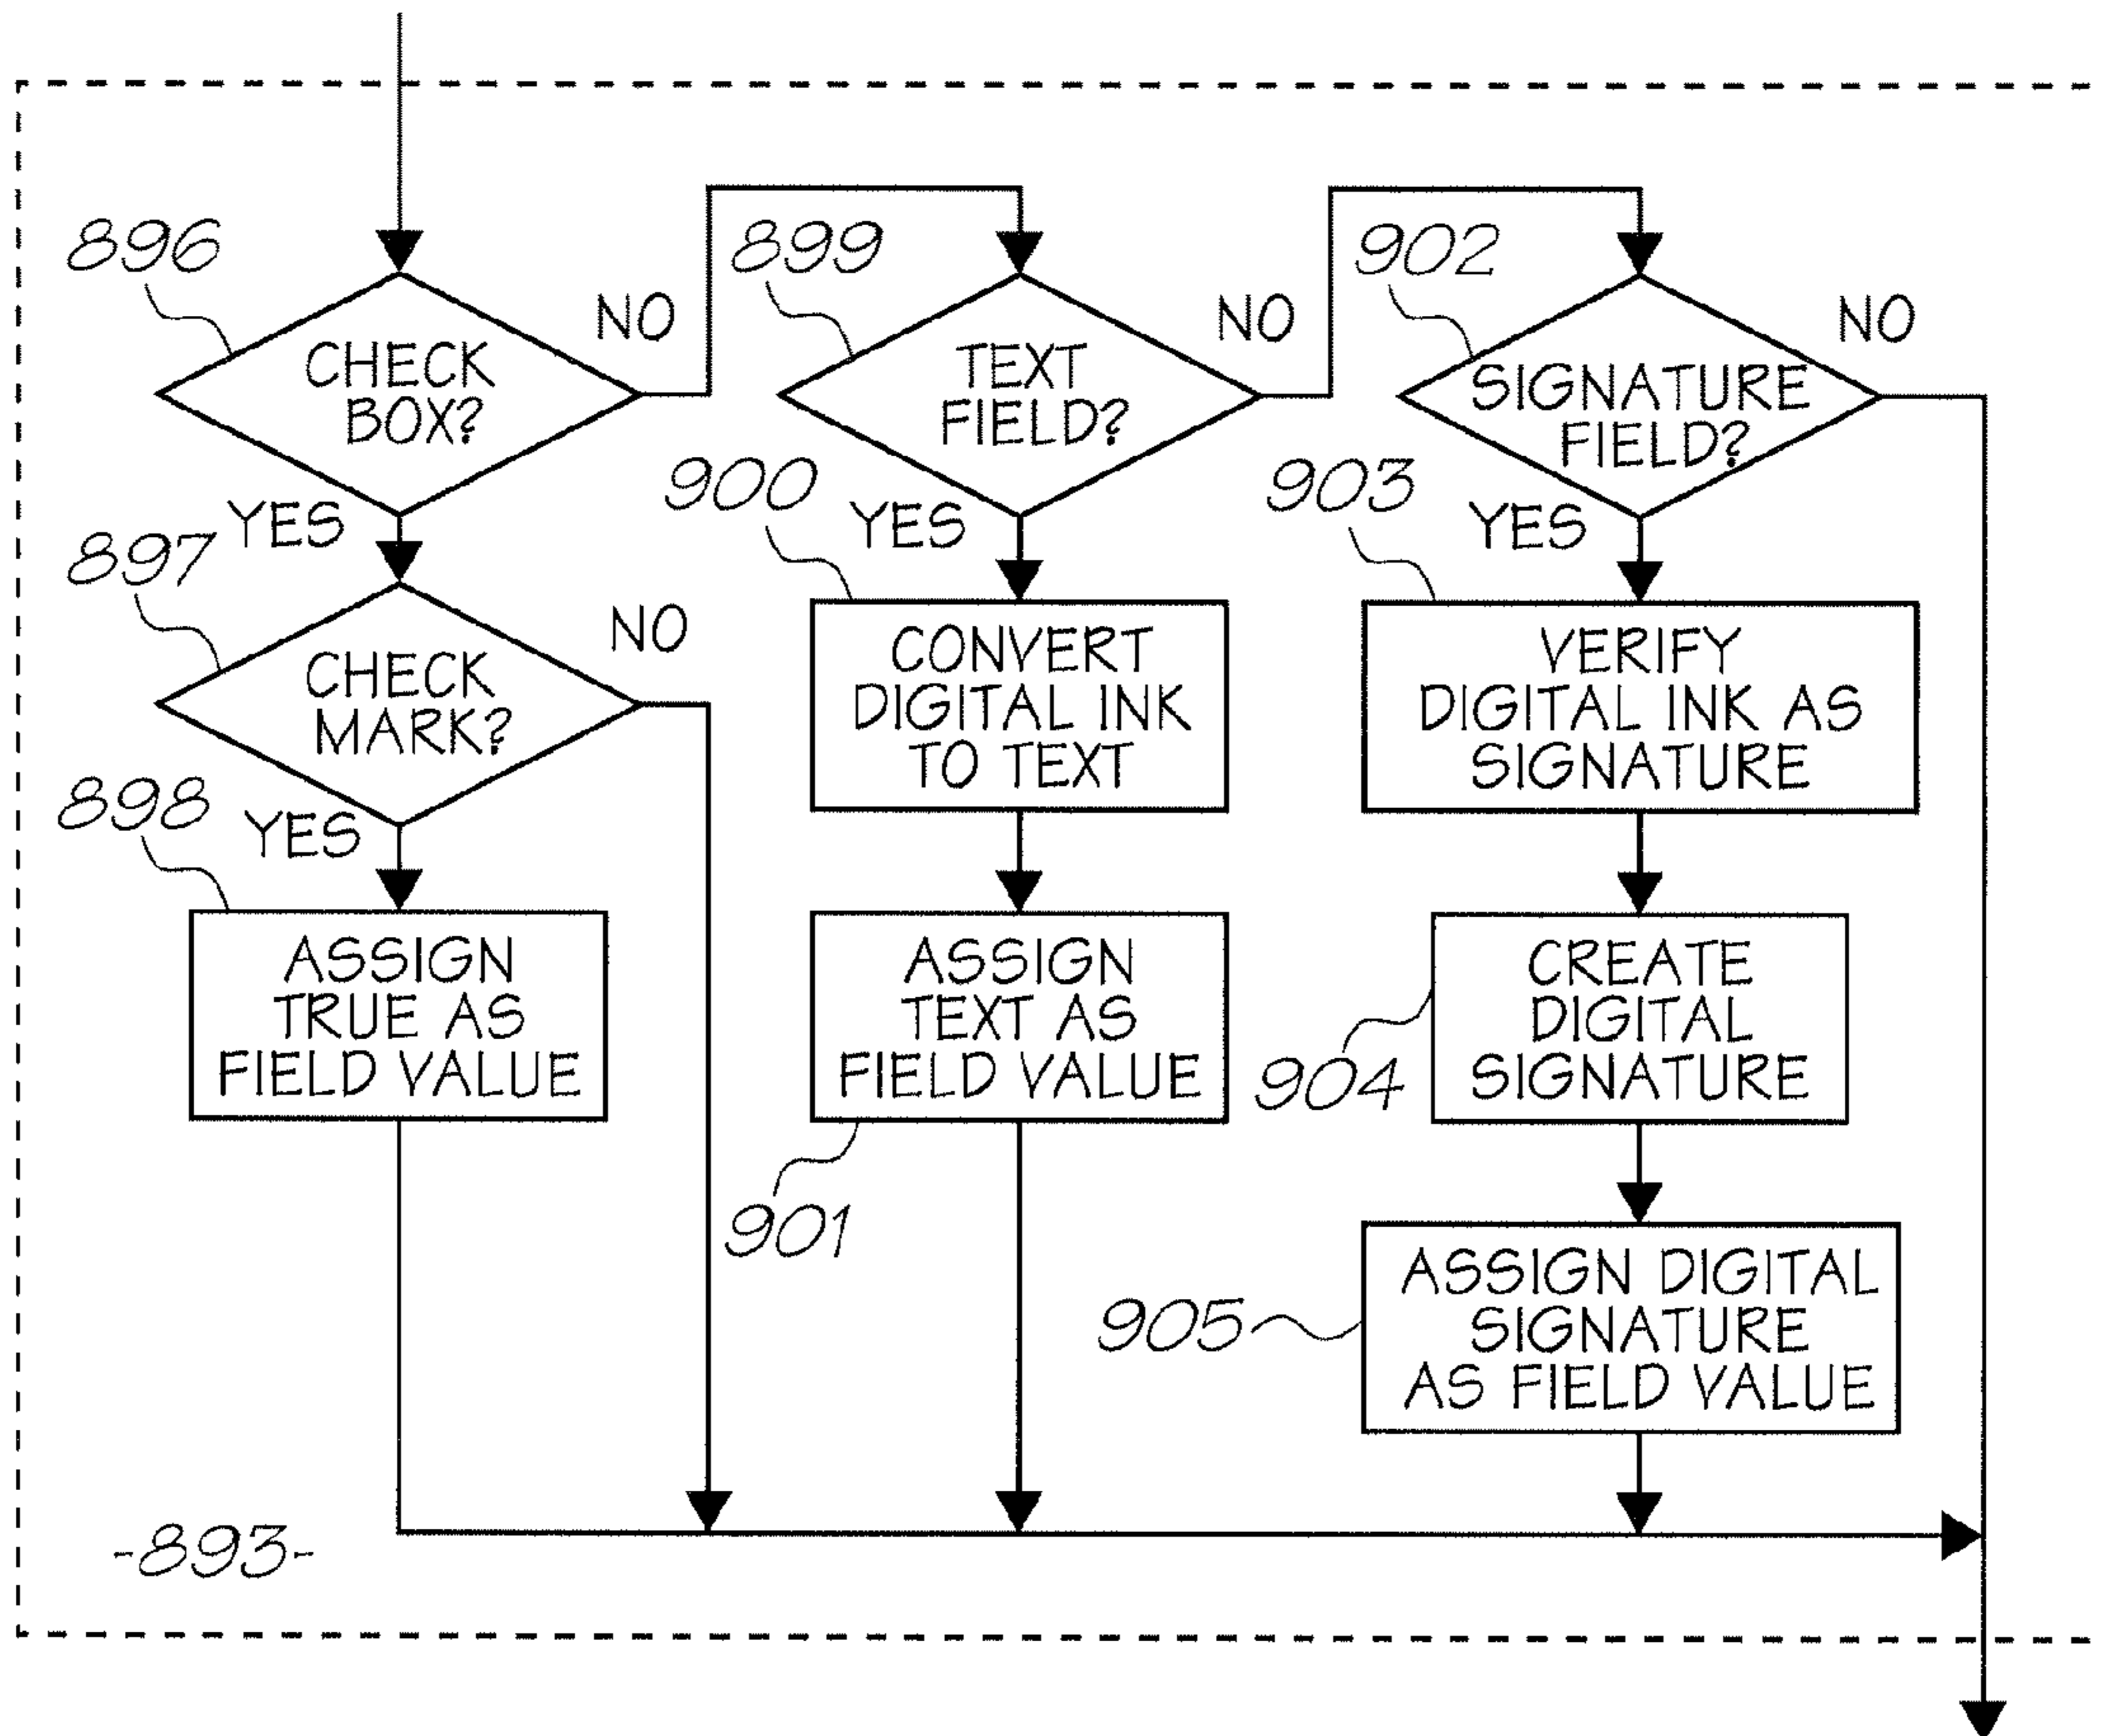 896
CHECK
BOX?
NO
YES
897
CHECK
MARK?
NO
YES
898
ASSIGN
TRUE AS
FIELD VALUE
899
TEXT
FIELD?
NO
YES
900
CONVERT
DIGITAL INK
TO TEXT
ASSIGN
TEXT AS
FIELD VALUE
901
902
SIGNATURE
FIELD?
NO
YES
903
VERIFY
DIGITAL INK AS
SIGNATURE
CREATE
DIGITAL
SIGNATURE
904
ASSIGN DIGITAL
SIGNATURE
AS FIELD VALUE
905
-893-